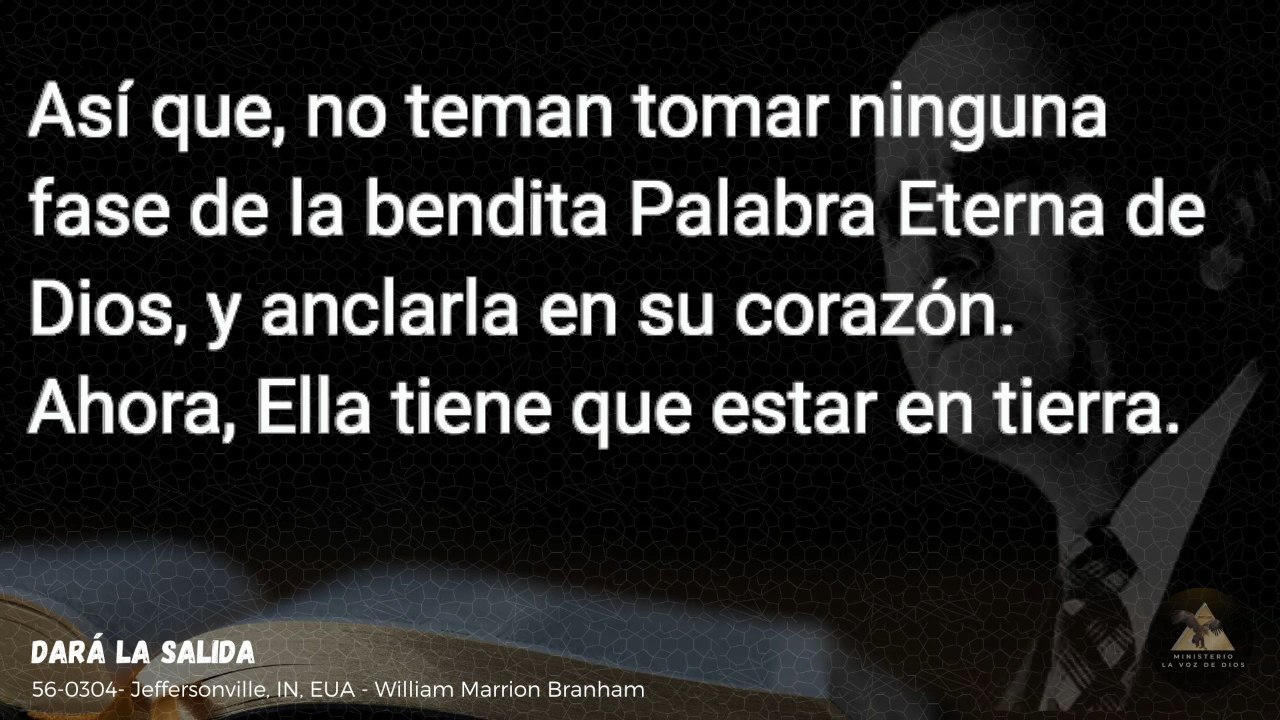 Así que, no teman tomar ninguna
fase de la bendita Palabra Eterna de
Dios, y anclarla en su corazón.
Ahora, Ella tiene que estar en tierra.
DARÁ LA SALIDA
56-0304- Jeffersonville, IN, EUA - William Marrion Branham
MINISTERIO
LA VOZ DE DIOS